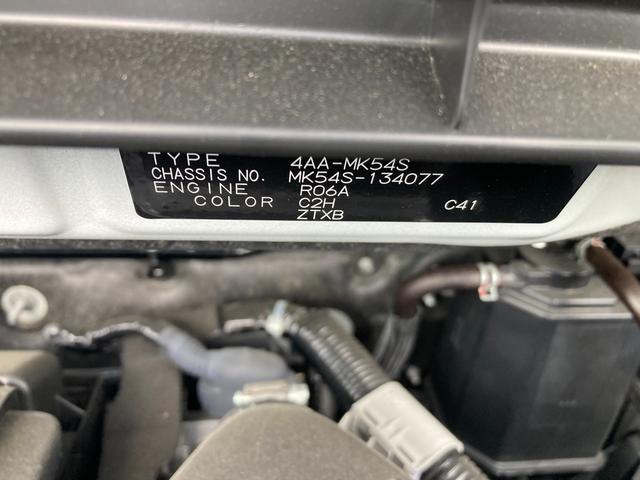 TYPE 4AA-MK54S
CHASSIS NO. MK54S-134077
ENGINE R06A
COLOR C2H C41
ZTXB